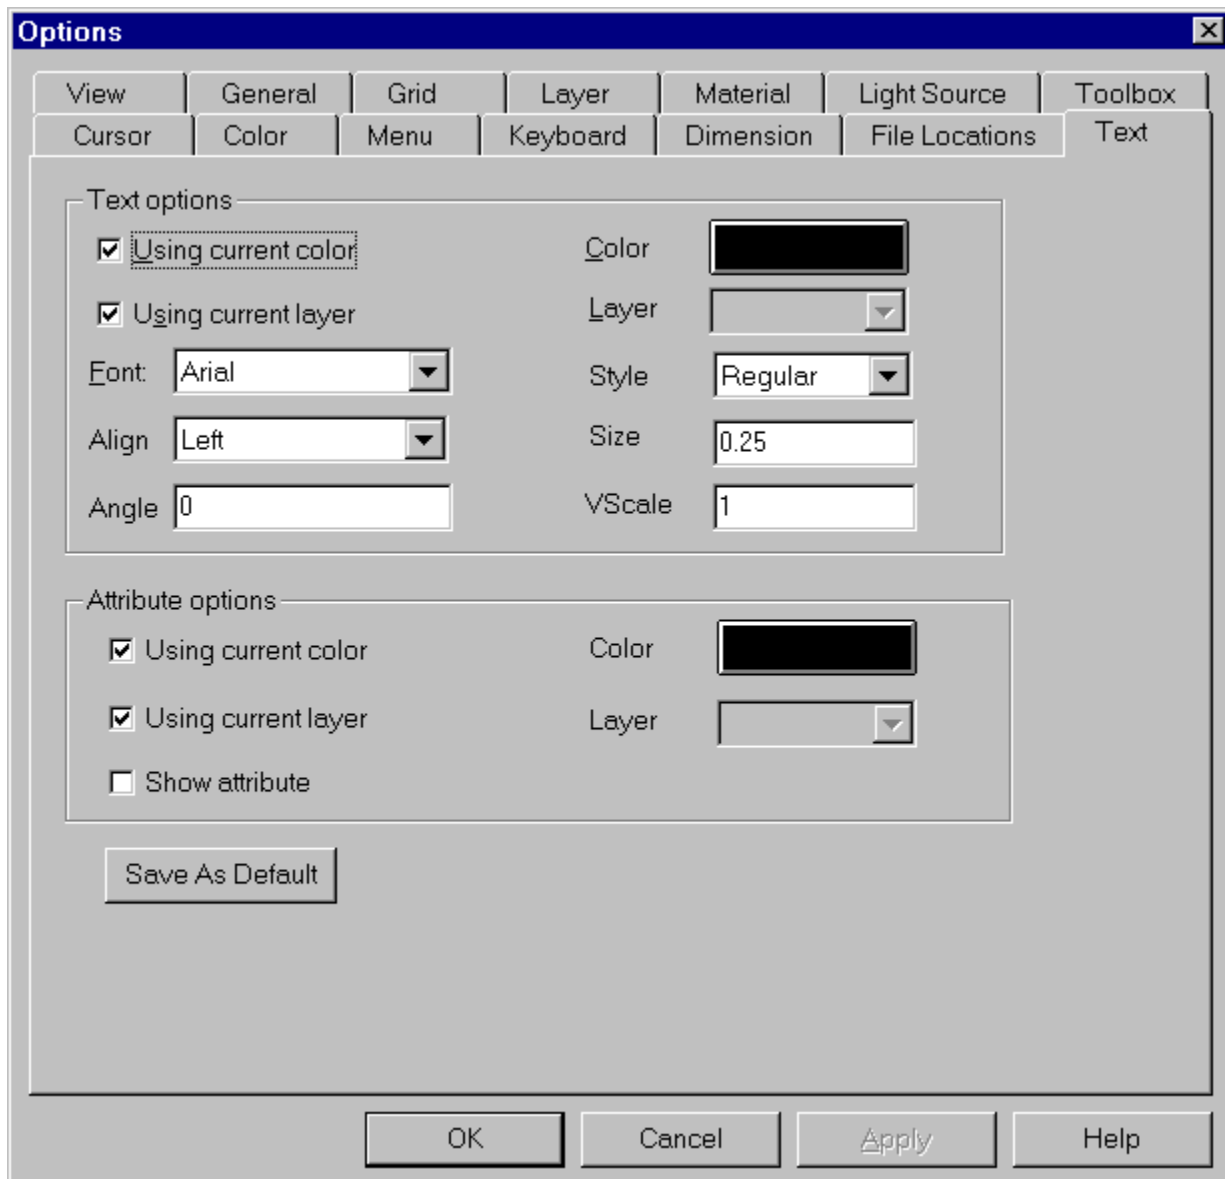 Options
View General Grid Layer Material Light Source Toolbox
Cursor Color Menu Keyboard Dimension File Locations Text
Text options
Using current color Color
Using current layer Layer
Font: Arial Style Regular
Align Left Size 0.25
Angle 0 VScale 1
Attribute options
Using current color Color
Using current layer Layer
Show attribute
Save As Default
OK Cancel Apply Help